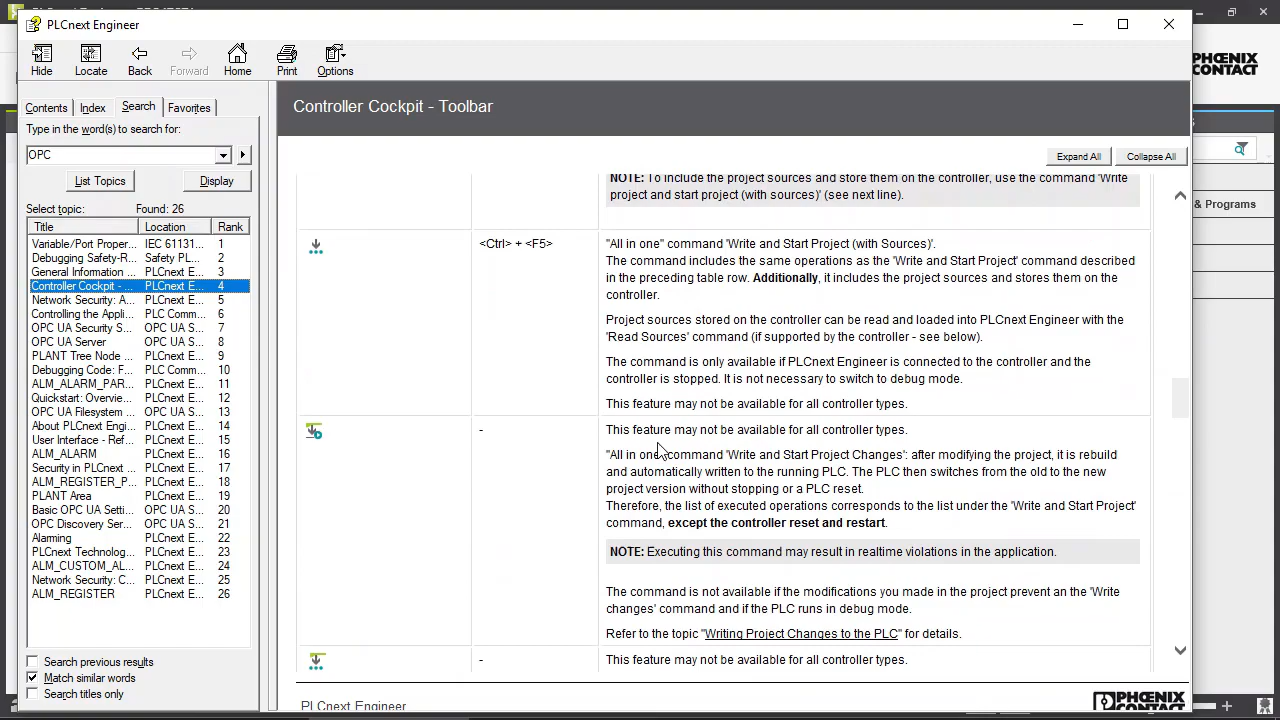 PLCnext Engineer
Hide
Locate
Back
Forward
Home
Print
Options
PHŒNIX
CONTACT
Contents
Index
Search
Favorites
Type in the word(s) to search for:
OPC
List Topics
Display
Select topic:
Found: 26
Title Location Rank
Variable/Port Proper... IEC 61131... 1
Debugging Safety-R... Safety PL... 2
General Information ... PLCnext E... 3
Controller Cockpit - ... PLCnext E... 4
Network Security: A... PLCnext E... 5
Controlling the Appli... PLC Comm... 6
OPC UA Security S... OPC UA S... 7
OPC UA Server OPC UA S... 8
PLANT Tree Node ... PLCnext E... 9
Debugging Code: F... PLC Comm... 10
ALM_ALARM_PAR... PLCnext E... 11
Quickstart: Overvie... PLCnext E... 12
OPC UA Filesystem ... OPC UA S... 13
About PLCnext Engi... PLCnext E... 14
User Interface - Ref... PLCnext E... 15
ALM_ALARM PLCnext E... 16
Security in PLCnext ... PLCnext E... 17
ALM_REGISTER_P... PLCnext E... 18
PLANT Area PLCnext E... 19
Basic OPC UA Setti... OPC UA S... 20
OPC Discovery Ser... OPC UA S... 21
Alarming PLCnext E... 22
PLCnext Technolog... PLCnext E... 23
ALM_CUSTOM_AL... PLCnext E... 24
Network Security: C... PLCnext E... 25
ALM_REGISTER PLCnext E... 26
Search previous results
Match similar words
Search titles only
Controller Cockpit - Toolbar
Expand All
Collapse All
NOTE: To include the project sources and store them on the controller, use the command 'Write
project and start project (with sources)' (see next line).
<Ctrl> + <F5>
"All in one" command 'Write and Start Project (with Sources)'.
The command includes the same operations as the 'Write and Start Project' command described
in the preceding table row. Additionally, it includes the project sources and stores them on the
controller.
Project sources stored on the controller can be read and loaded into PLCnext Engineer with the
'Read Sources' command (if supported by the controller - see below).
The command is only available if PLCnext Engineer is connected to the controller and the
controller is stopped. It is not necessary to switch to debug mode.
This feature may not be available for all controller types.
-
This feature may not be available for all controller types.
"All in one" command 'Write and Start Project Changes': after modifying the project, it is rebuild
and automatically written to the running PLC. The PLC then switches from the old to the new
project version without stopping or a PLC reset.
Therefore, the list of executed operations corresponds to the list under the 'Write and Start Project'
command, except the controller reset and restart.
NOTE: Executing this command may result in realtime violations in the application.
The command is not available if the modifications you made in the project prevent an the 'Write
changes' command and if the PLC runs in debug mode.
Refer to the topic "Writing Project Changes to the PLC" for details.
-
This feature may not be available for all controller types.
PLCnext Engineer
PHŒNIX
CONTACT
& Programs